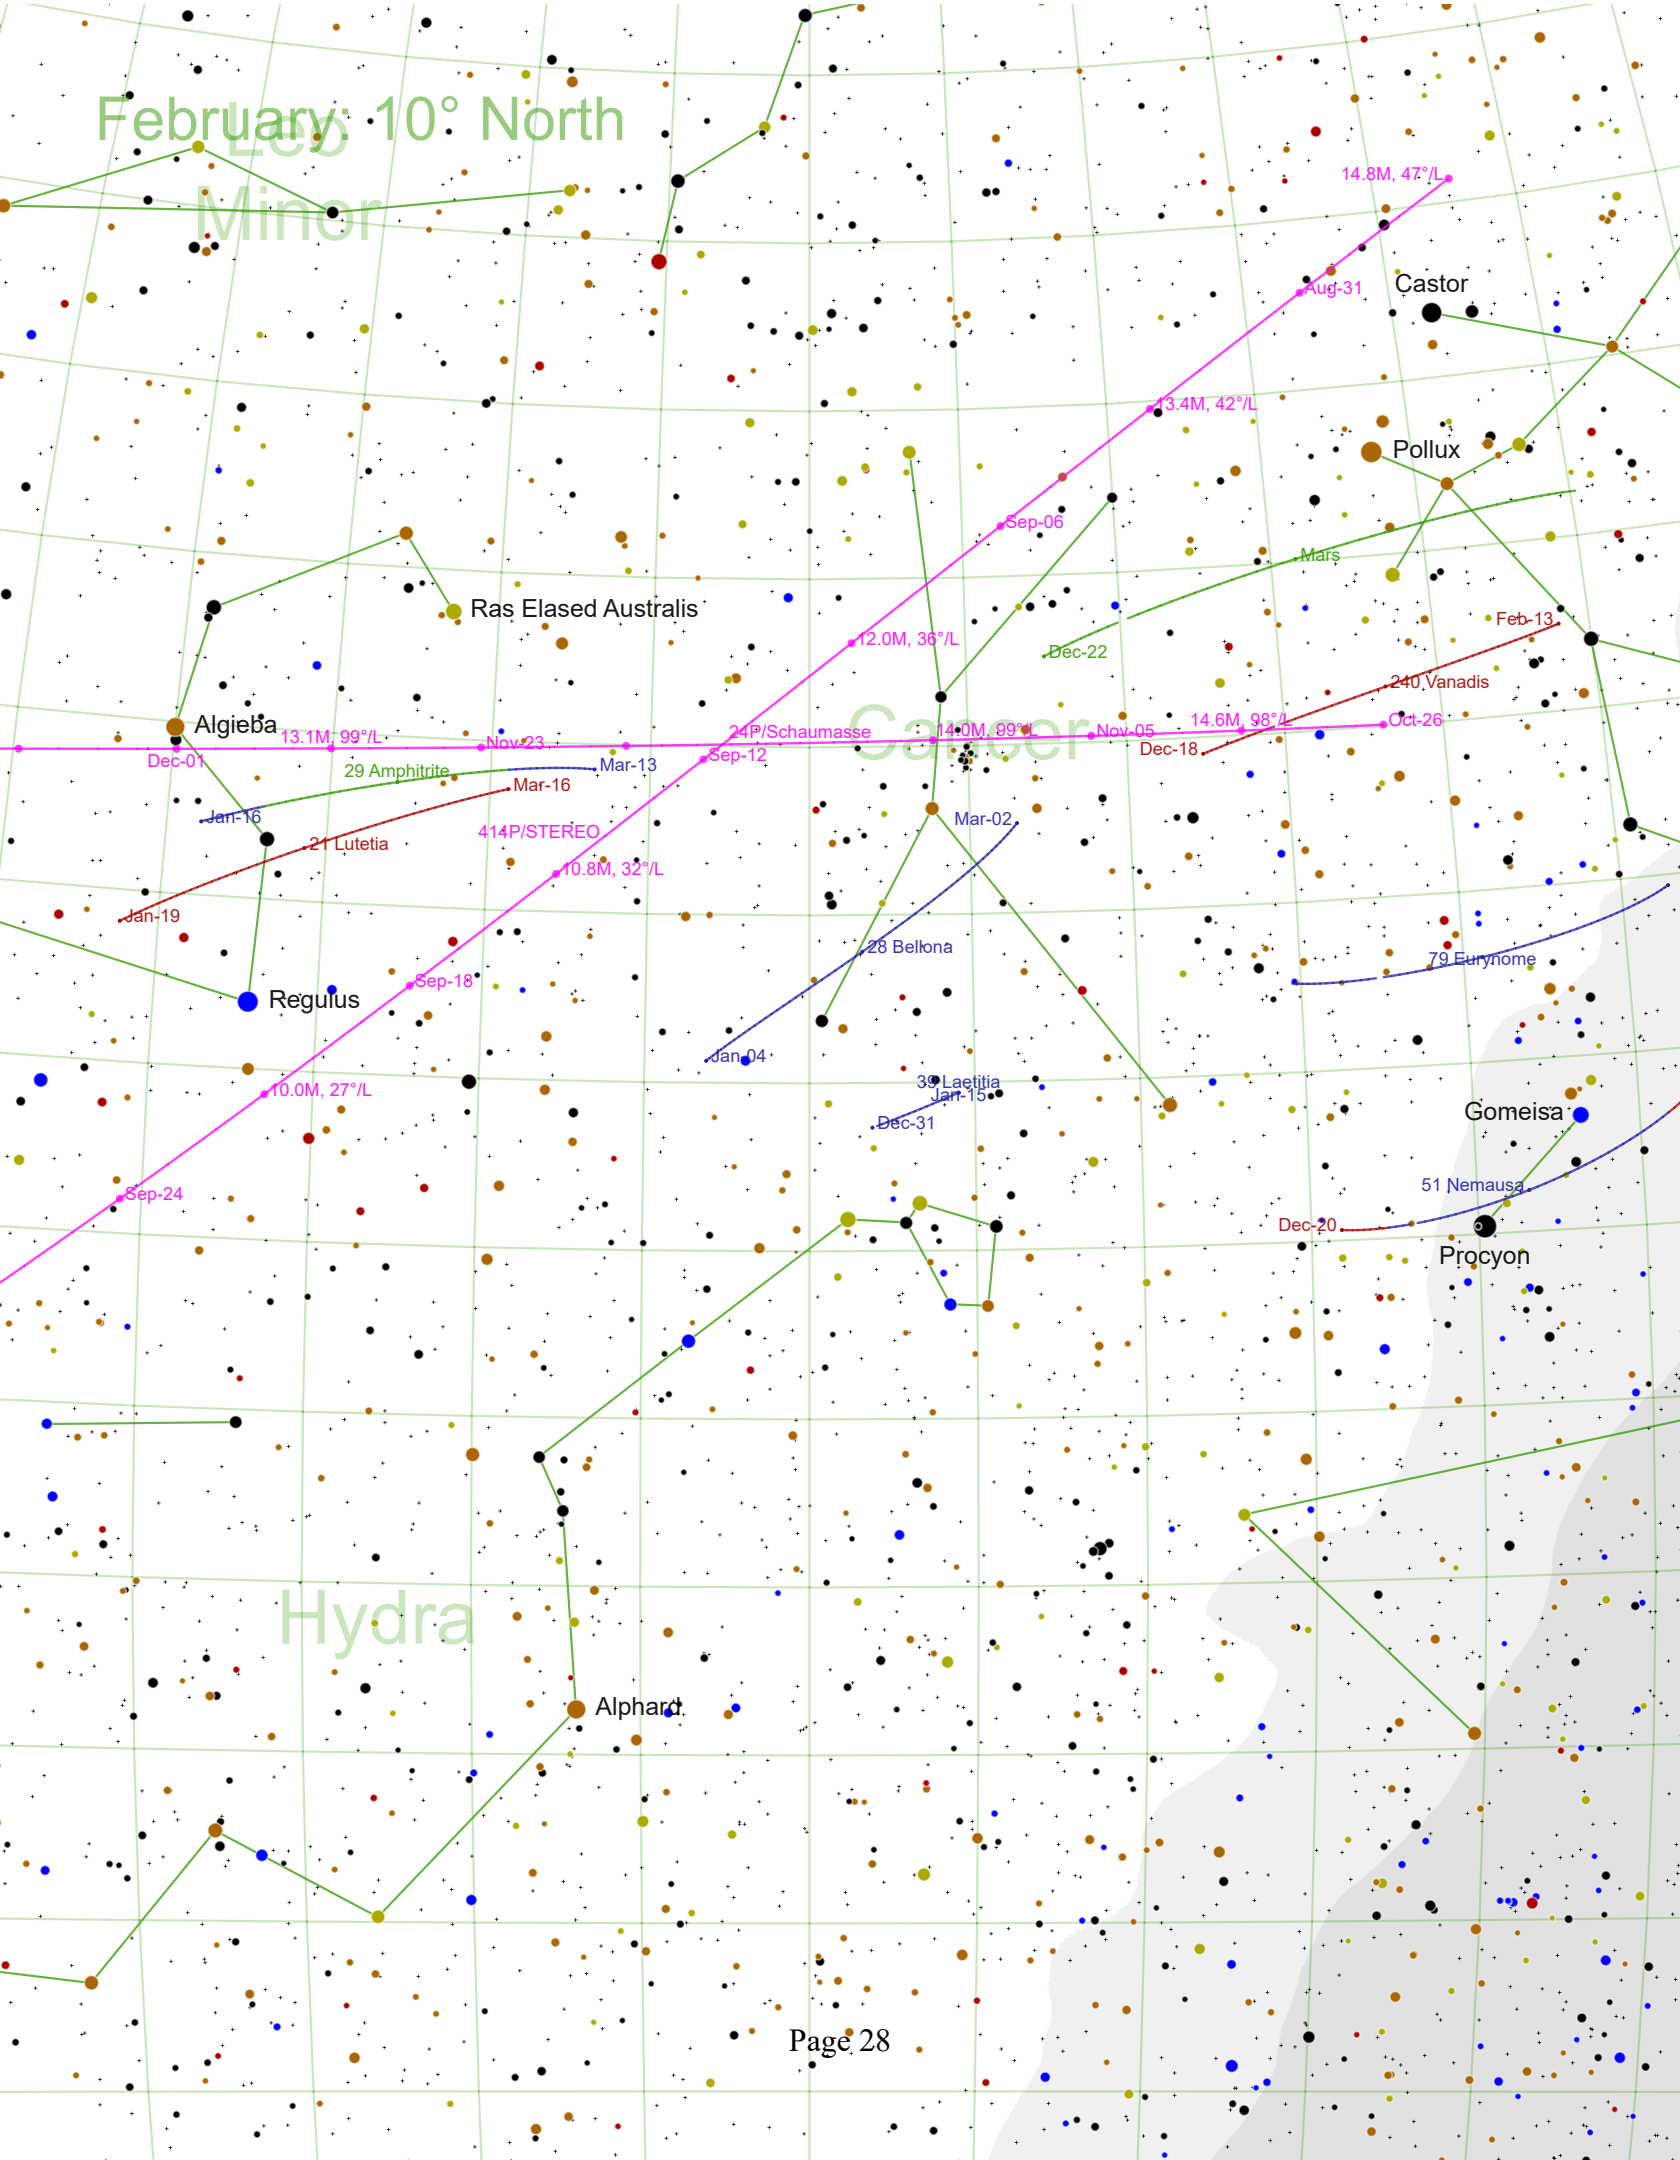 February: 10° North
Leo
Minor
14.8M, 47°/L
Aug-31
Castor
13.4M, 42°/L
Pollux
Sep-06
Mars
Ras Elased Australis
Feb-13
12.0M, 36°/L
Dec-22
240 Vanadis
Algieba
Cancer
13.1M, 99°/L
Nov-23
24P/Schaumasse
14.0M, 99°/L
Nov-05
14.6M, 98°/L
Oct-26
Dec-18
Dec-01
Sep-12
29 Amphitrite
Mar-13
Mar-16
Jan-16
414P/STEREO
Mar-02
21 Lutetia
10.8M, 32°/L
Jan-19
28 Bellona
79 Eurynome
Sep-18
Regulus
Jan-04
39 Laetitia
Jan-15
10.0M, 27°/L
Gomeisa
Dec-31
51 Nemausa
Sep-24
Dec-20
Procyon
Hydra
Alphard
Page 28